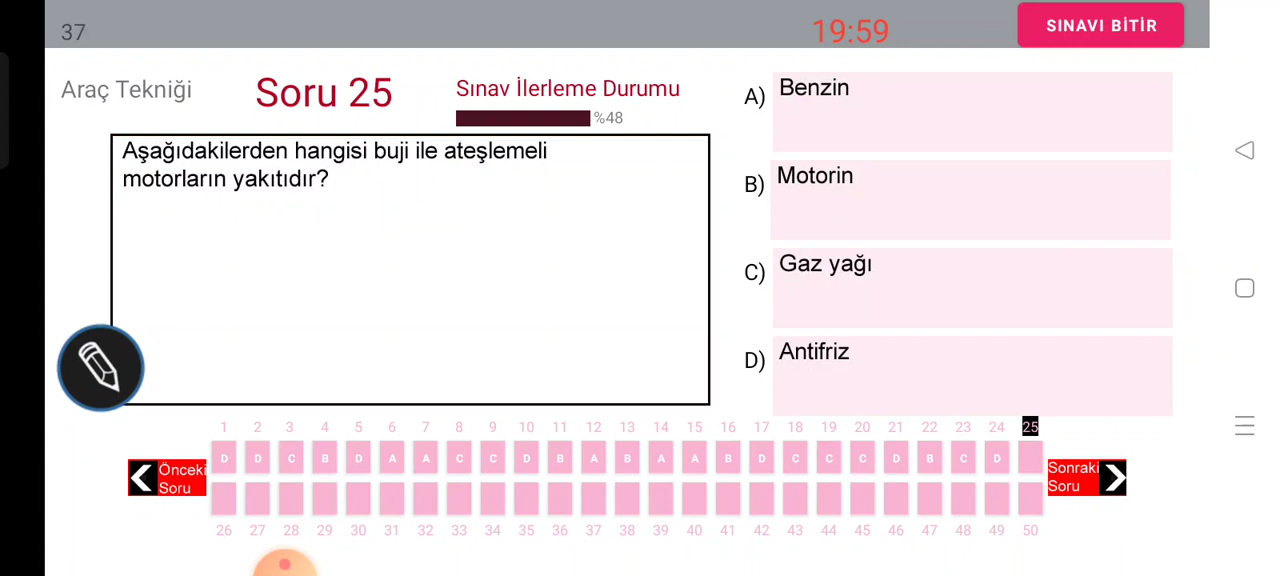 37
19:59
SINAVI BİTİR
Araç Tekniği
Soru 25
Sınav İlerleme Durumu
%48
Aşağıdakilerden hangisi buji ile ateşlemeli
motorların yakıtıdır?
A) Benzin
B) Motorin
C) Gaz yağı
D) Antifriz
1 2 3 4 5 6 7 8 9 10 11 12 13 14 15 16 17 18 19 20 21 22 23 24 25
D D C B D A A C C D B A B A A B D C C C D B C D
Önceki
Soru
Sonraki
Soru
26 27 28 29 30 31 32 33 34 35 36 37 38 39 40 41 42 43 44 45 46 47 48 49 50